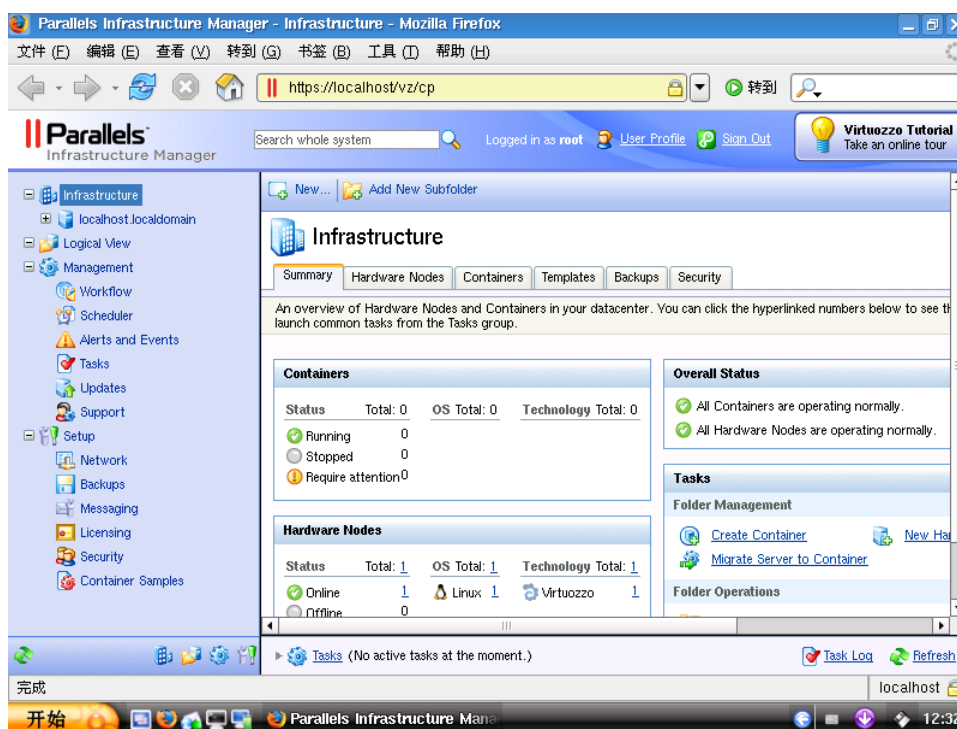 Parallels Infrastructure Manager - Infrastructure - Mozilla Firefox
文件 (F) 编辑 (E) 查看 (V) 转到 (G) 书签 (B) 工具 (T) 帮助 (H)
https://localhost/vz/cp 转到
Parallels
Infrastructure Manager
Search whole system
Logged in as root User Profile Sign Out
Virtuozzo Tutorial
Take an online tour
Infrastructure
localhost.localdomain
Logical View
Management
Workflow
Scheduler
Alerts and Events
Tasks
Updates
Support
Setup
Network
Backups
Messaging
Licensing
Security
Container Samples
New... Add New Subfolder
Infrastructure
Summary Hardware Nodes Containers Templates Backups Security
An overview of Hardware Nodes and Containers in your datacenter. You can click the hyperlinked numbers below to see
launch common tasks from the Tasks group.
Containers
Status Total: 0 OS Total: 0 Technology Total: 0
Running 0
Stopped 0
Require attention 0
Hardware Nodes
Status Total: 1 OS Total: 1 Technology Total: 1
Online 1 Linux 1 Virtuozzo 1
Offline 0
Overall Status
All Containers are operating normally.
All Hardware Nodes are operating normally.
Tasks
Folder Management
Create Container New
Migrate Server to Container
Folder Operations
Tasks (No active tasks at the moment.) Task Log Refresh
完成 localhost
开始 Parallels Infrastructure Mana 12:32